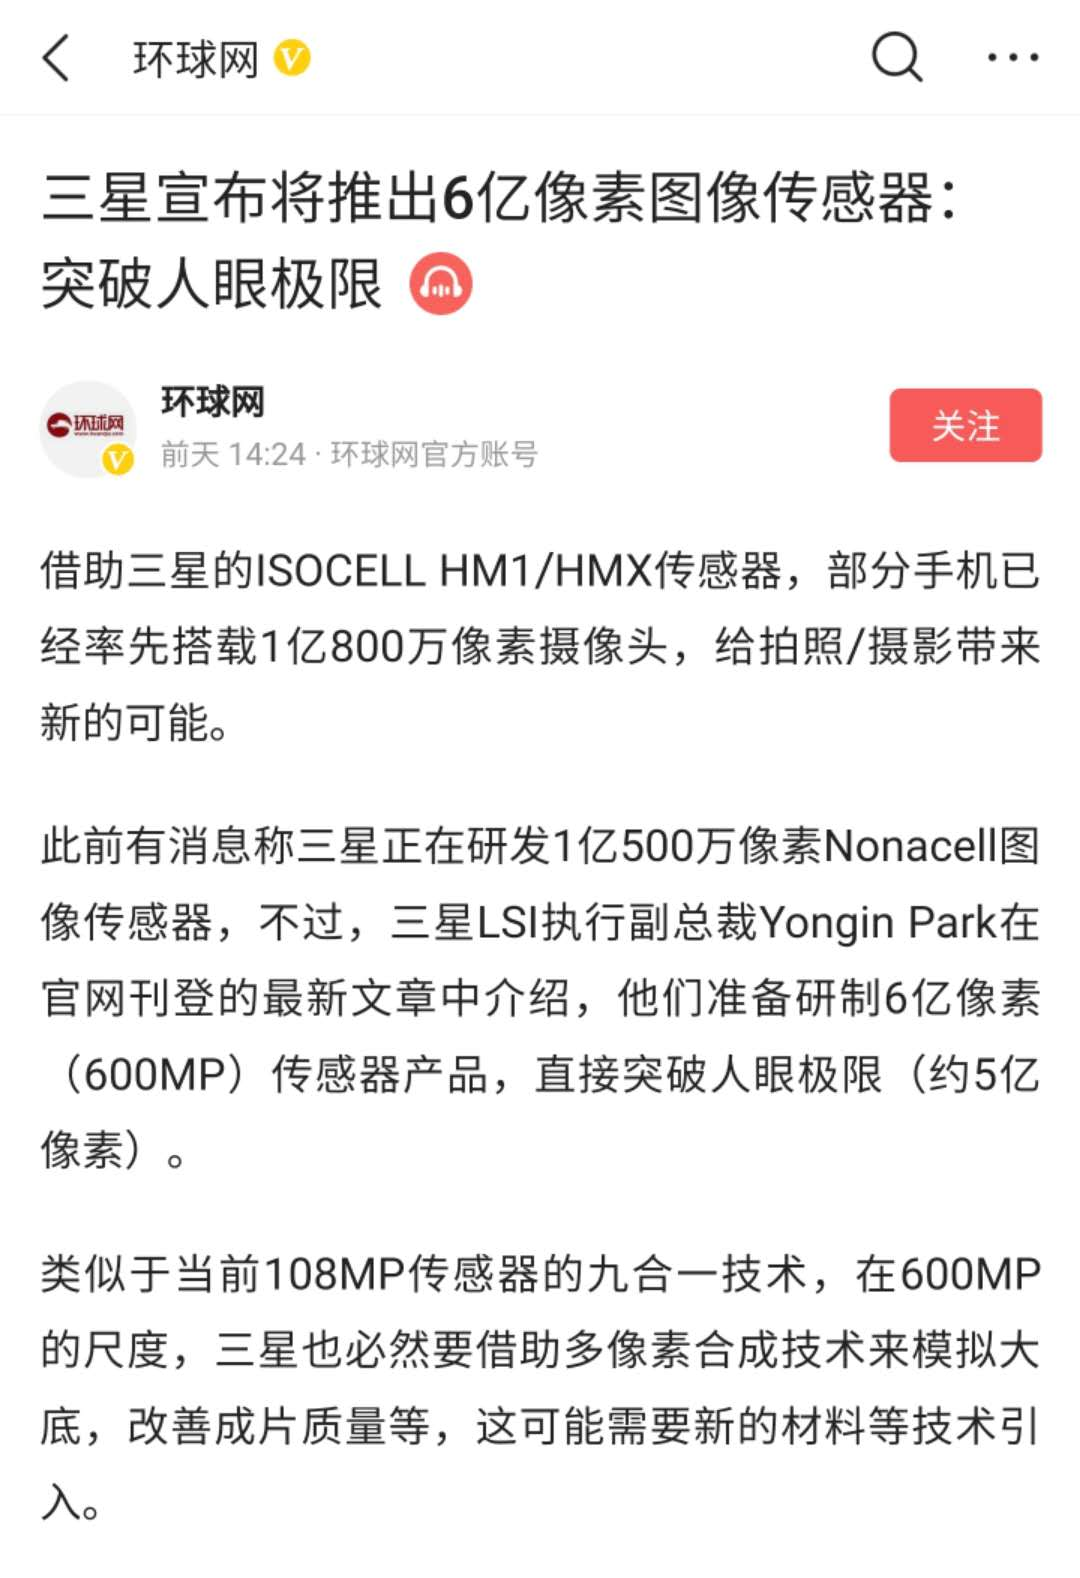 环球网
三星宣布将推出6亿像素图像传感器：
突破人眼极限
环球网
环球网
前天 14:24 · 环球网官方账号
关注
借助三星的ISOCELL HM1/HMX传感器，部分手机已
经率先搭载1亿800万像素摄像头，给拍照/摄影带来
新的可能。
此前有消息称三星正在研发1亿500万像素Nonacell图
像传感器，不过，三星LSI执行副总裁Yongin Park在
官网刊登的最新文章中介绍，他们准备研制6亿像素
（600MP）传感器产品，直接突破人眼极限（约5亿
像素）。
类似于当前108MP传感器的九合一技术，在600MP
的尺度，三星也必然要借助多像素合成技术来模拟大
底，改善成片质量等，这可能需要新的材料等技术引
入。